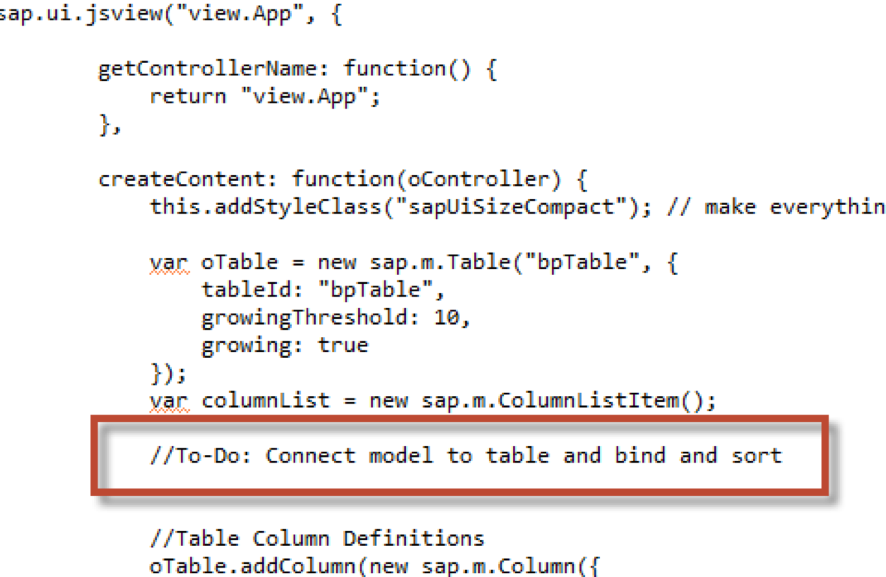 sap.ui.jsview("view.App", {
getControllerName: function() {
return "view.App";
},
createContent: function(oController) {
this.addStyleClass("sapUiSizeCompact"); // make everythin
var oTable = new sap.m.Table("bpTable", {
tableId: "bpTable",
growingThreshold: 10,
growing: true
});
var columnList = new sap.m.ColumnListItem();
//To-Do: Connect model to table and bind and sort
//Table Column Definitions
oTable.addColumn(new sap.m.Column({